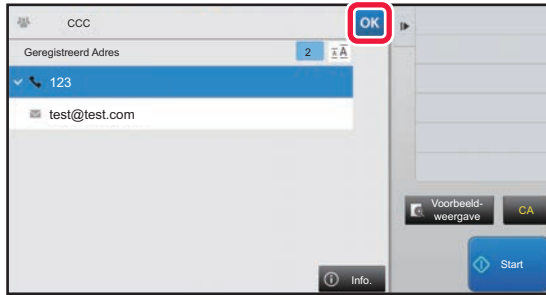 CCC
OK
Geregistreerd Adres
2
123
test@test.com
Voorbeeld-
weergave
CA
Start
Info.